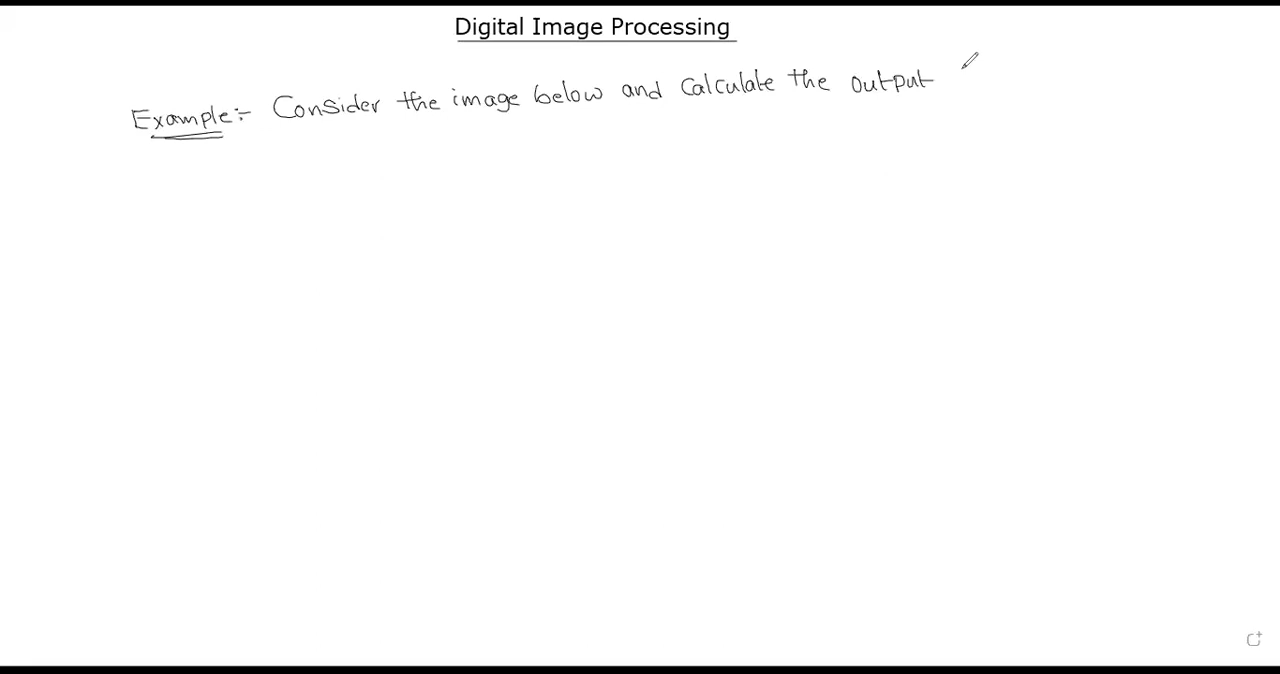 Digital Image Processing
Example:- Consider the image below and Calculate the output